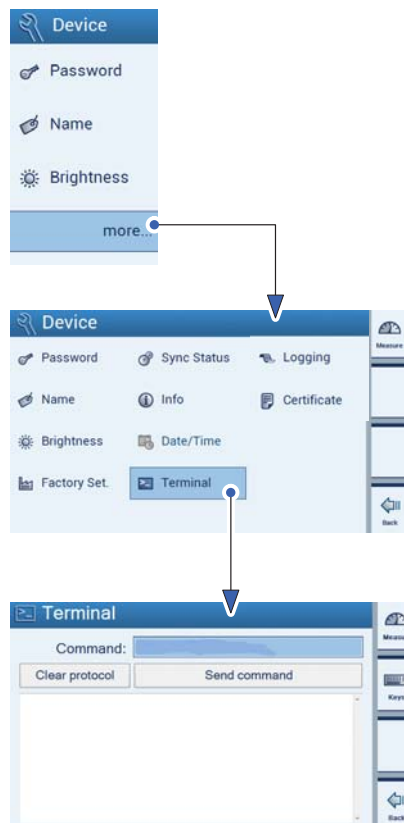 Device
Password
Name
Brightness
more...
Device
Measure
Password Sync Status Logging
Name Info Certificate
Brightness Date/Time
Factory Set. Terminal
Back
Terminal
Command:
Clear protocol Send command
Back